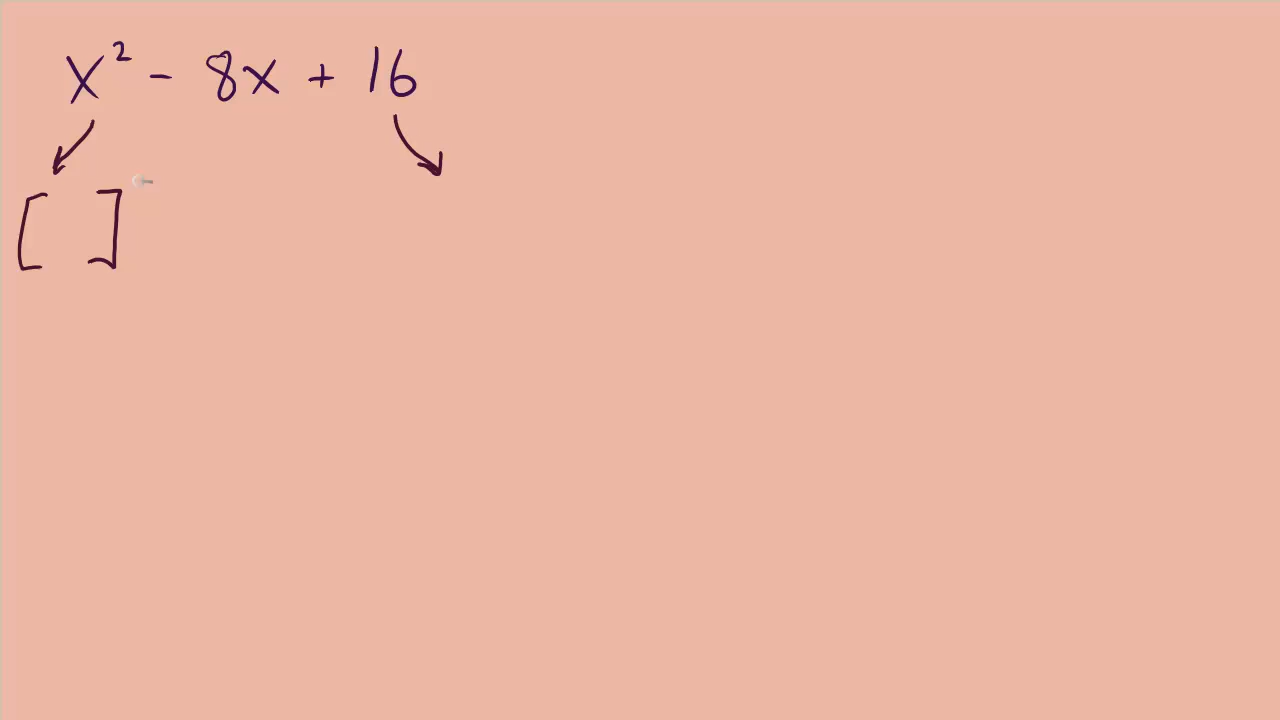 x² - 8x + 16
[ ]